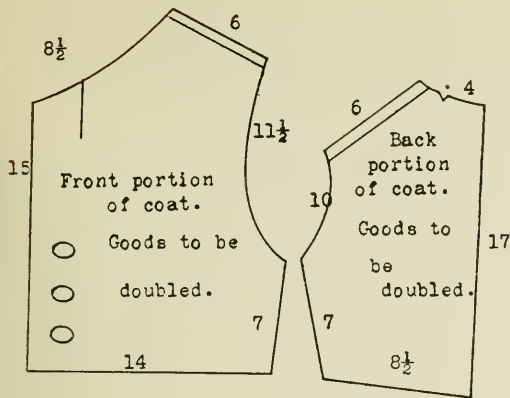 6
8½
11½
15
Front portion
of coat.
Goods to be
doubled.
7
14
4
6
Back
portion
of coat.
10
Goods to
be
doubled.
17
7
8½